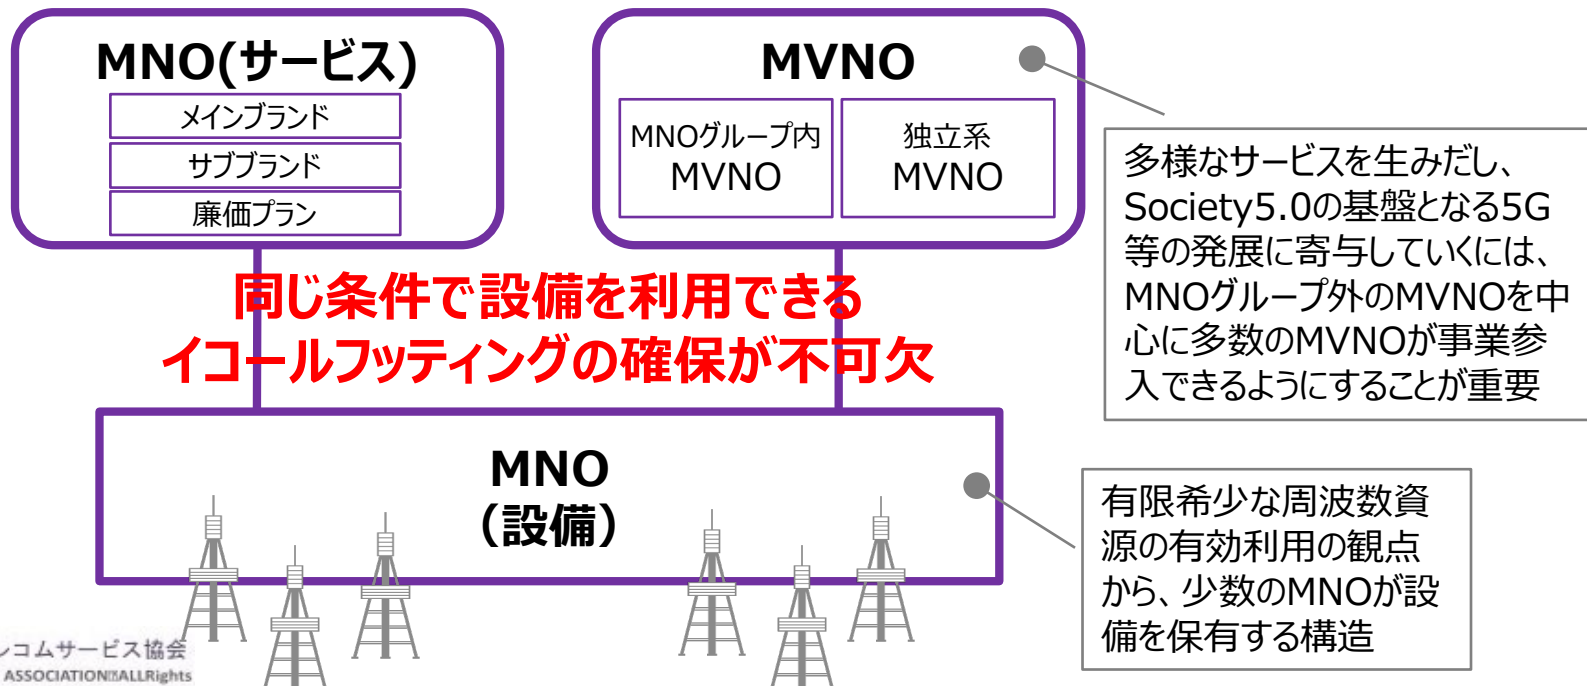 MNO(サービス)
メインブランド
サブブランド
廉価プラン
MVNO
MNOグループ内
MVNO
独立系
MVNO
多様なサービスを生みだし、
Society5.0の基盤となる5G
等の発展に寄与していくには、
MNOグループ外のMVNOを中
心に多数のMVNOが事業参
入できるようにすることが重要
同じ条件で設備を利用できる
イコールフッティングの確保が不可欠
MNO
（設備）
有限希少な周波数資
源の有効利用の観点
から、少数のMNOが設
備を保有する構造
レコムサービス協会
ASSOCIATION ALLRights